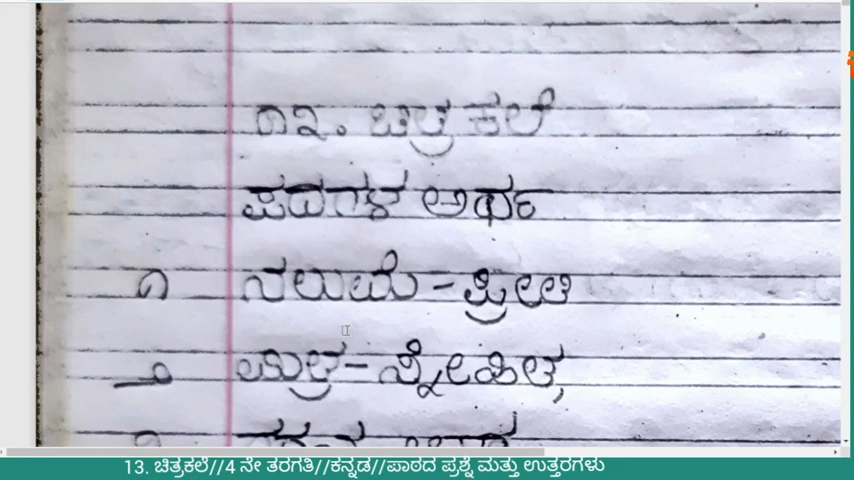 ೧೩. ಚಿತ್ರಕಲೆ
ಪದಗಳ ಅರ್ಥ
೧ ನಲುಮೆ - ಪ್ರೀತಿ
೨ ಮಿತ್ರ - ಸ್ನೇಹಿತ,
13. ಚಿತ್ರಕಲೆ//4 ನೇ ತರಗತಿ//ಕನ್ನಡ//ಪಾಠದ ಪ್ರಶ್ನೆ ಮತ್ತು ಉತ್ತರಗಳು